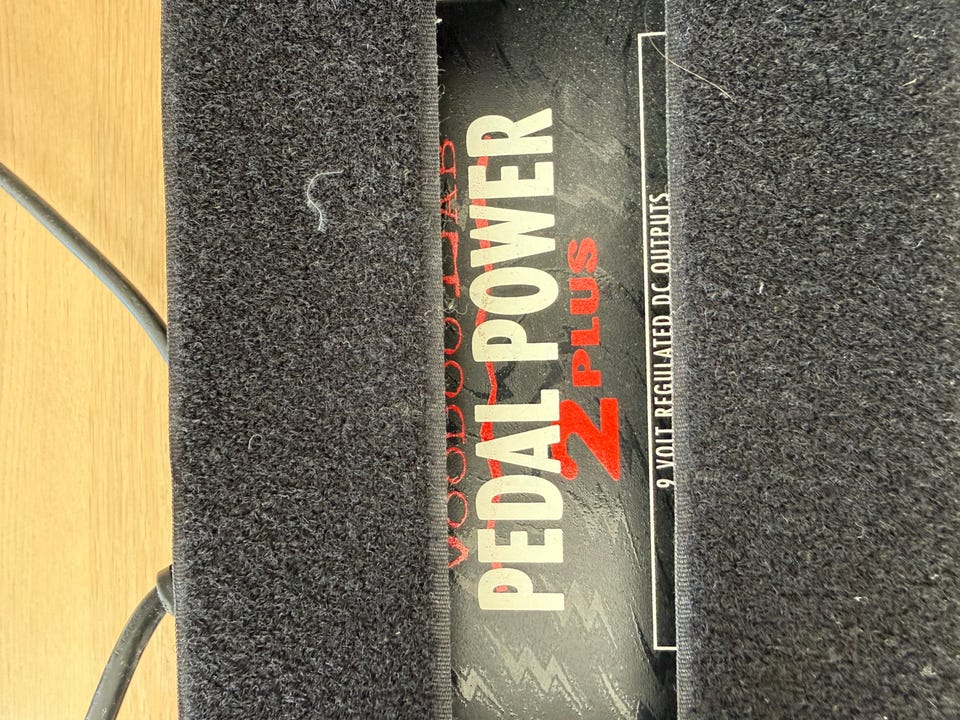 VOODOO LAB
PEDAL POWER
2 PLUS
9 VOLT REGULATED DC OUTPUTS